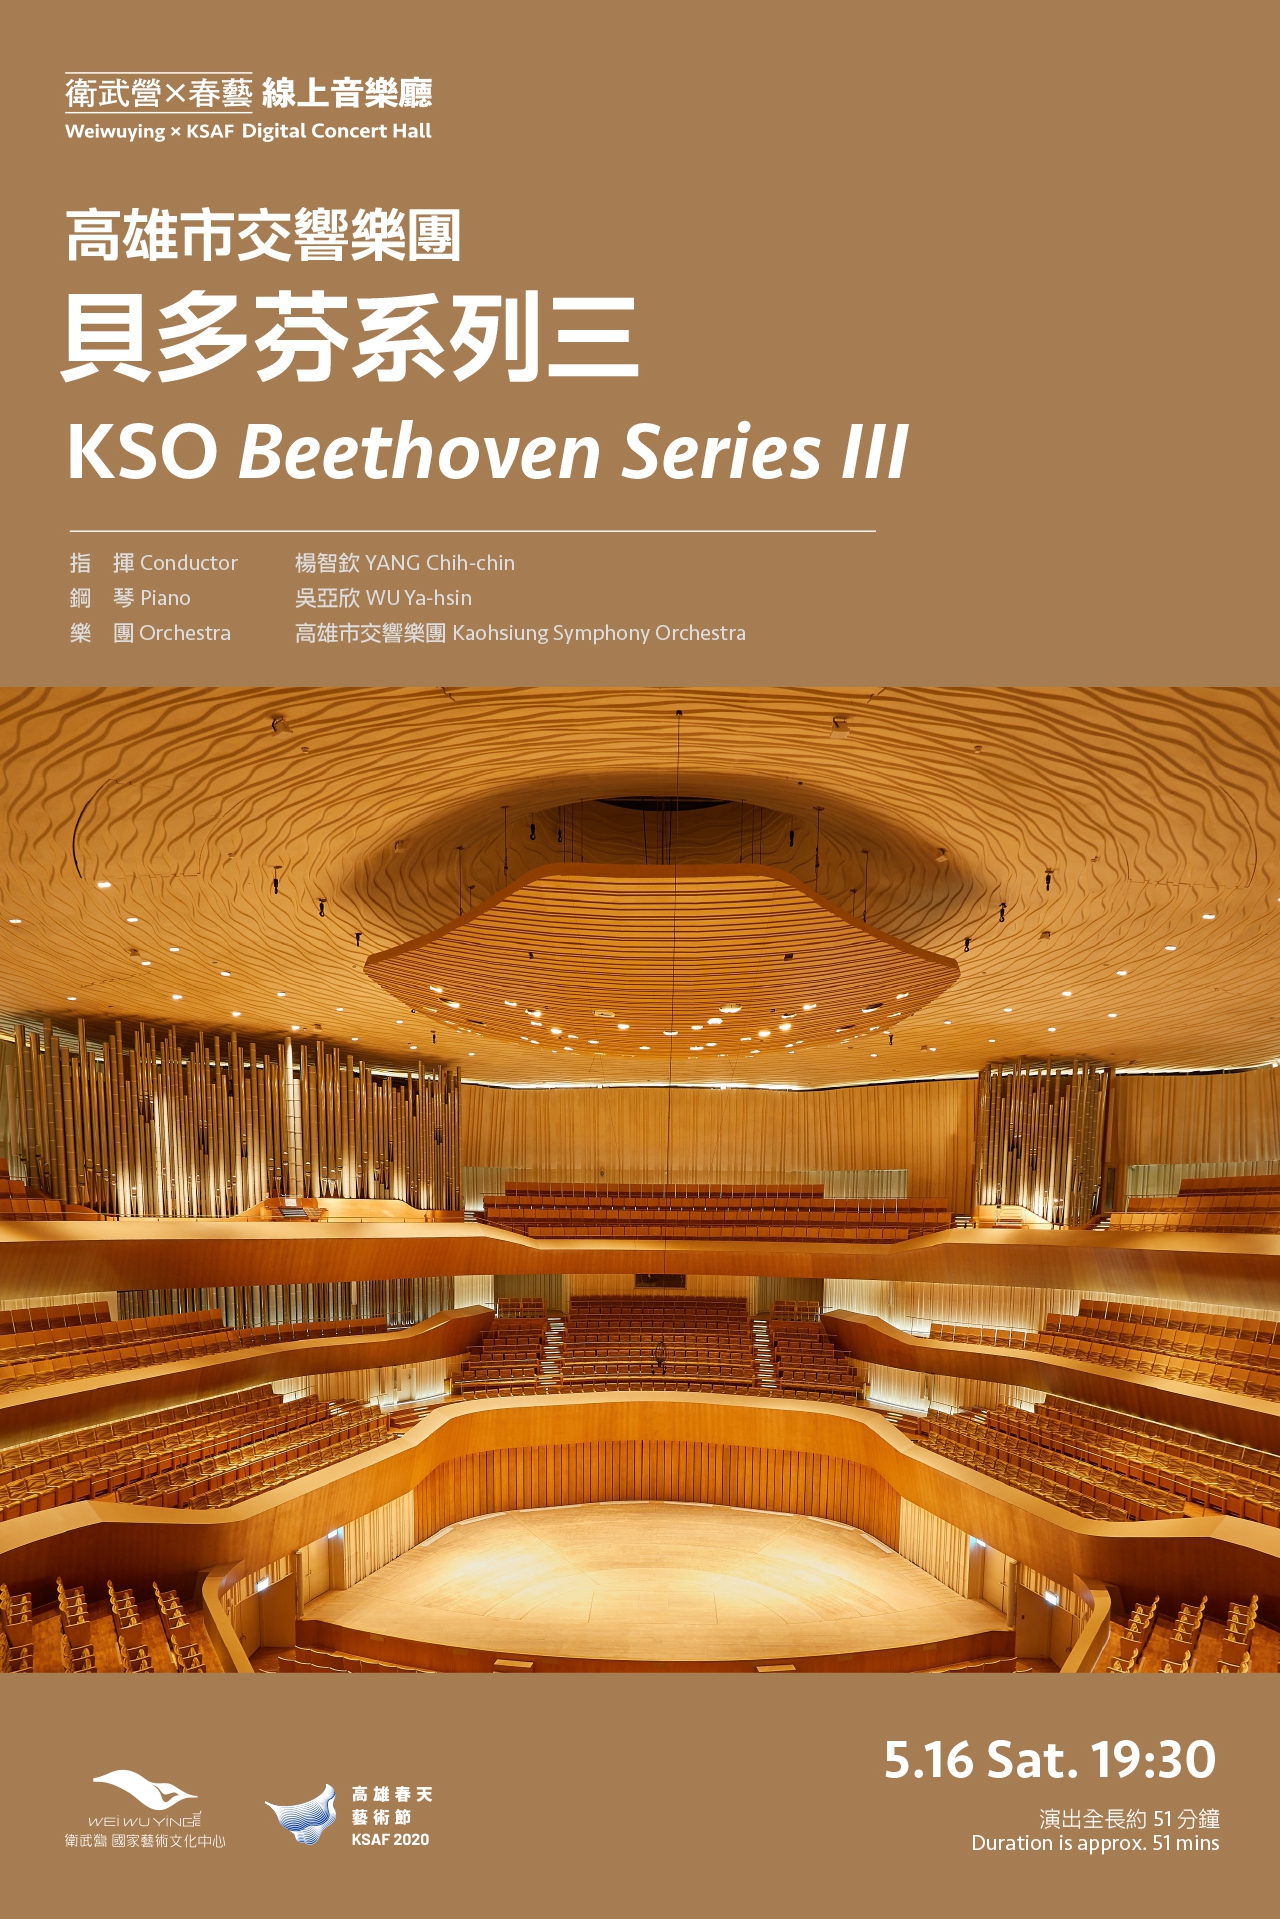 衛武營×春藝 線上音樂廳
Weiwuying × KSAF Digital Concert Hall
高雄市交響樂團
貝多芬系列三
KSO Beethoven Series III
指 揮 Conductor 楊智欽 YANG Chih-chin
鋼 琴 Piano 吳亞欣 WU Ya-hsin
樂 團 Orchestra 高雄市交響樂團 Kaohsiung Symphony Orchestra
5.16 Sat. 19:30
演出全長約 51 分鐘
Duration is approx. 51 mins
WEIWUYING
衛武營 國家藝術文化中心
高雄春天
藝術節
KSAF 2020